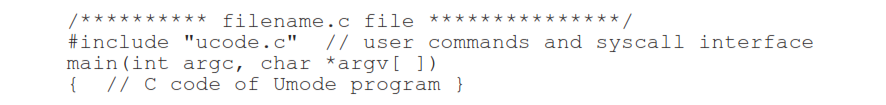 /********** filename.c file ***************/
#include "ucode.c"  // user commands and syscall interface
main(int argc, char *argv[ ])
{  // C code of Umode program }